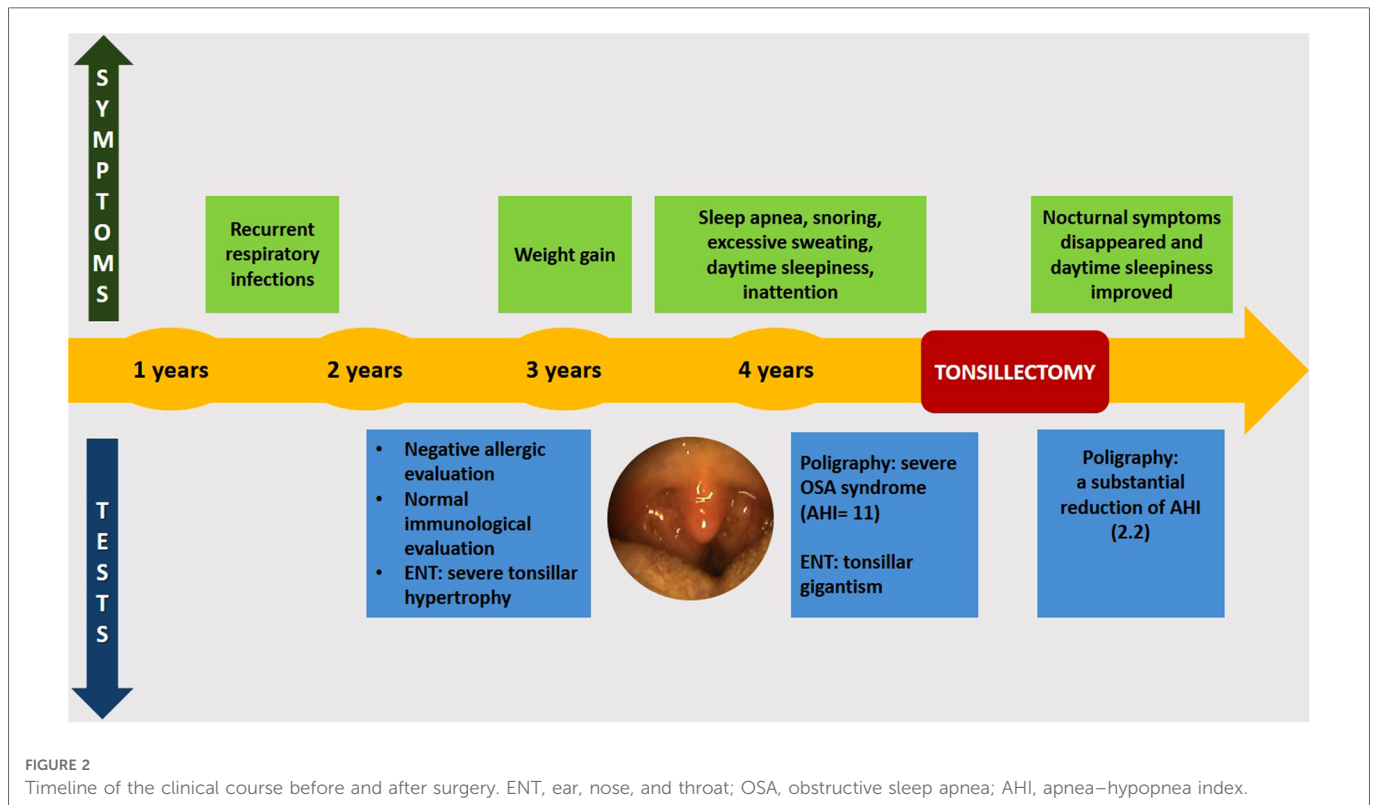 SYMPTOMS
Recurrent
respiratory
infections
Weight gain
Sleep apnea, snoring,
excessive sweating,
daytime sleepiness,
inattention
Nocturnal symptoms
disappeared and
daytime sleepiness
improved
1 years
2 years
3 years
4 years
TONSILLECTOMY
TESTS
• Negative allergic
evaluation
• Normal
immunological
evaluation
• ENT: severe tonsillar
hypertrophy
Poligraphy: severe
OSA syndrome
(AHI= 11)
ENT: tonsillar
gigantism
Poligraphy:
a substantial
reduction of AHI
(2.2)
FIGURE 2
Timeline of the clinical course before and after surgery. ENT, ear, nose, and throat; OSA, obstructive sleep apnea; AHI, apnea–hypopnea index.